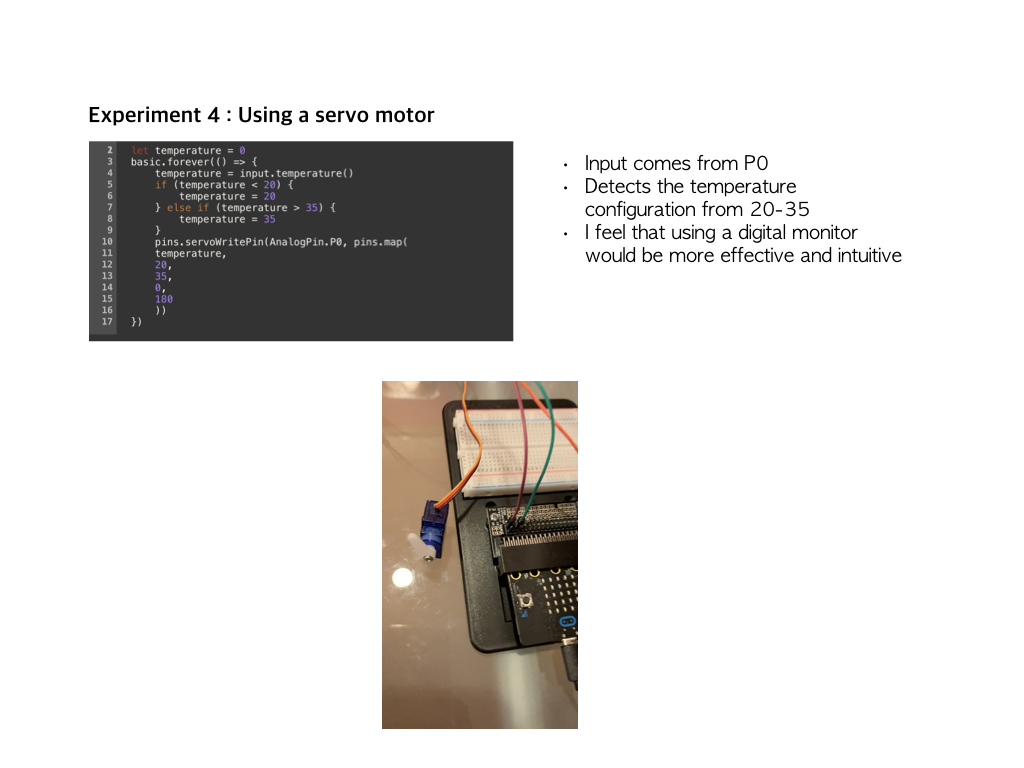 Experiment 4 : Using a servo motor
2 let temperature = 0
3 basic.forever(() => {
4 temperature = input.temperature()
5 if (temperature < 20) {
6 temperature = 20
7 } else if (temperature > 35) {
8 temperature = 35
9 }
10 pins.servoWritePin(AnalogPin.P0, pins.map(
11 temperature,
12 20,
13 35,
14 0,
15 180
16 ))
17 })
• Input comes from P0
• Detects the temperature
configuration from 20-35
• I feel that using a digital monitor
would be more effective and intuitive